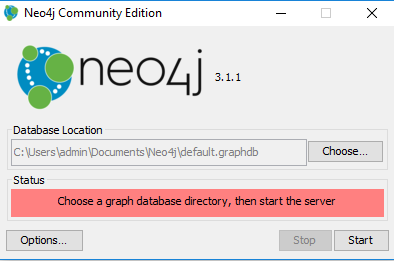 Neo4j Community Edition
neo4j 3.1.1
Database Location
C:\Users\admin\Documents\Neo4j\default.graphdb
Choose...
Status
Choose a graph database directory, then start the server
Options...
Stop
Start